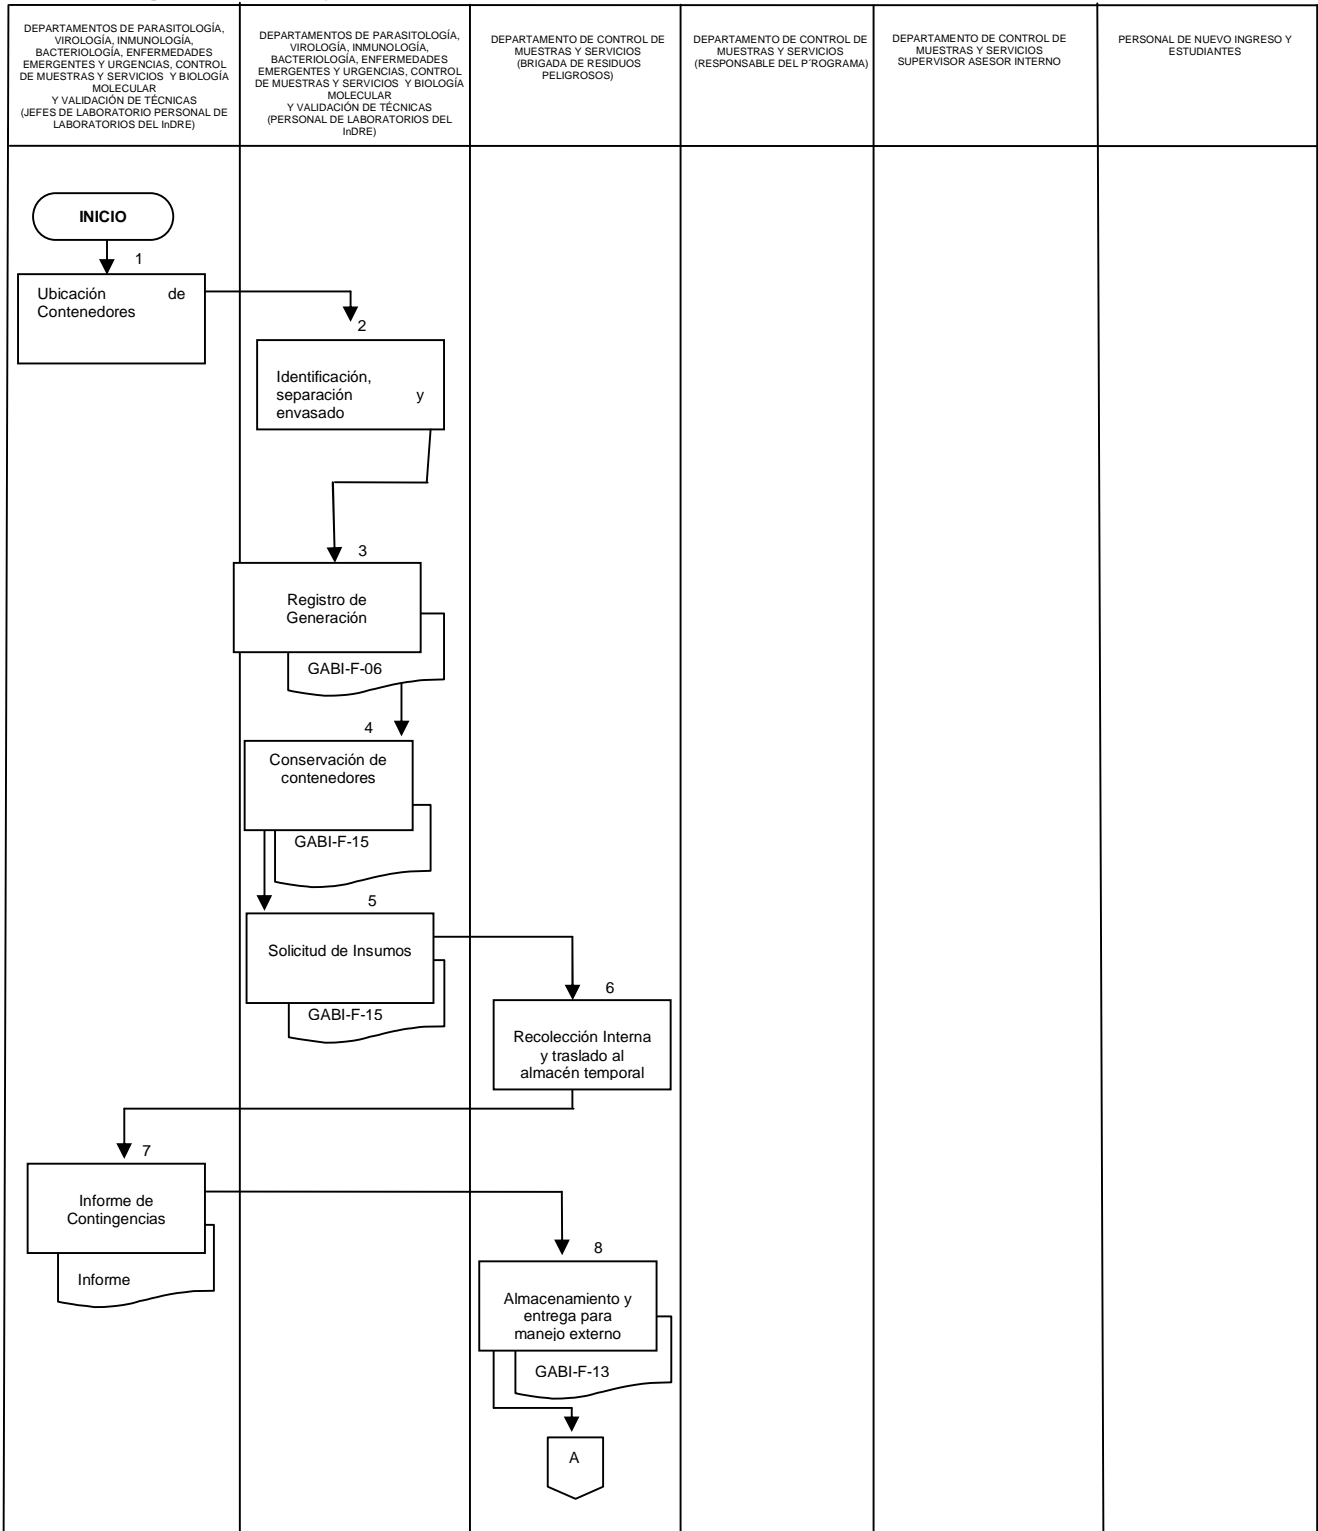 DEPARTAMENTOS DE PARASITOLOGÍA,
VIROLOGÍA, INMUNOLOGÍA,
BACTERIOLOGÍA, ENFERMEDADES
EMERGENTES Y URGENCIAS, CONTROL
DE MUESTRAS Y SERVICIOS Y BIOLOGÍA
MOLECULAR
Y VALIDACIÓN DE TÉCNICAS
(JEFES DE LABORATORIO PERSONAL DE
LABORATORIOS DEL InDRE)
DEPARTAMENTOS DE PARASITOLOGÍA,
VIROLOGÍA, INMUNOLOGÍA,
BACTERIOLOGÍA, ENFERMEDADES
EMERGENTES Y URGENCIAS, CONTROL
DE MUESTRAS Y SERVICIOS Y BIOLOGÍA
MOLECULAR
Y VALIDACIÓN DE TÉCNICAS
(PERSONAL DE LABORATORIOS DEL
InDRE)
DEPARTAMENTO DE CONTROL DE
MUESTRAS Y SERVICIOS
(BRIGADA DE RESIDUOS
PELIGROSOS)
DEPARTAMENTO DE CONTROL DE
MUESTRAS Y SERVICIOS
(RESPONSABLE DEL P´ROGRAMA)
DEPARTAMENTO DE CONTROL DE
MUESTRAS Y SERVICIOS
SUPERVISOR ASESOR INTERNO
PERSONAL DE NUEVO INGRESO Y
ESTUDIANTES
INICIO
1
Ubicación de
Contenedores
2
Identificación,
separación y
envasado
3
Registro de
Generación
GABI-F-06
4
Conservación de
contenedores
GABI-F-15
5
Solicitud de Insumos
GABI-F-15
6
Recolección Interna
y traslado al
almacén temporal
7
Informe de
Contingencias
Informe
8
Almacenamiento y
entrega para
manejo externo
GABI-F-13
A